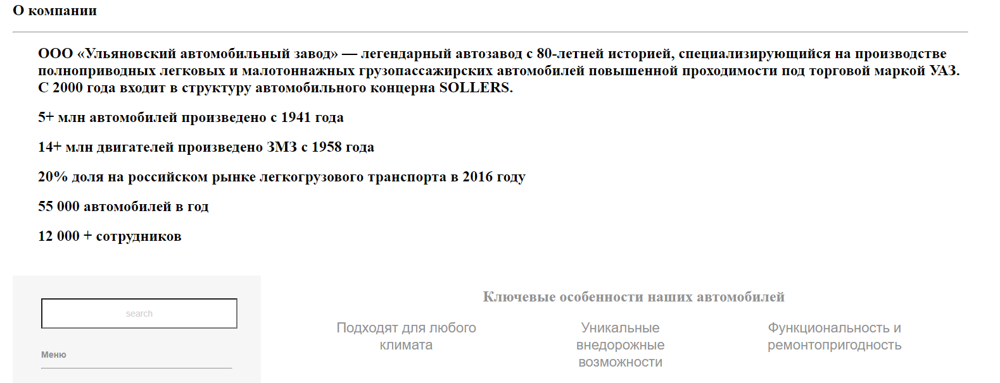 О компании
ООО «Ульяновский автомобильный завод» — легендарный автозавод с 80-летней историей, специализирующийся на производстве
полноприводных легковых и малотоннажных грузопассажирских автомобилей повышенной проходимости под торговой маркой УАЗ.
С 2000 года входит в структуру автомобильного концерна SOLLERS.
5+ млн автомобилей произведено с 1941 года
14+ млн двигателей произведено ЗМЗ с 1958 года
20% доля на российском рынке легкогрузового транспорта в 2016 году
55 000 автомобилей в год
12 000 + сотрудников
search
Меню
Ключевые особенности наших автомобилей
Подходят для любого
климата
Уникальные
внедорожные
возможности
Функциональность и
ремонтопригодность